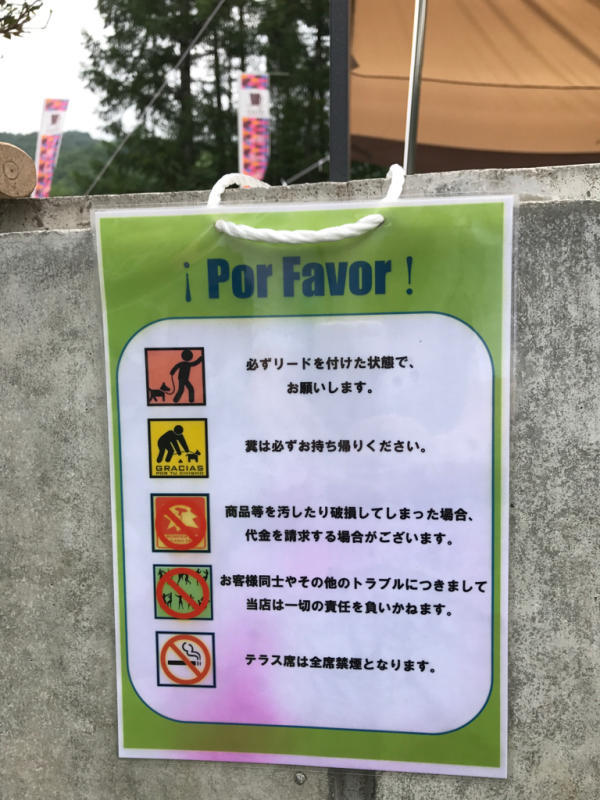 ¡ Por Favor !
必ずリードを付けた状態で、
お願いします。
GRACIAS
POR TU CIVISMO
糞は必ずお持ち帰りください。
商品等を汚したり破損してしまった場合、
代金を請求する場合がございます。
お客様同士やその他のトラブルにつきまして
当店は一切の責任を負いかねます。
テラス席は全席禁煙となります。